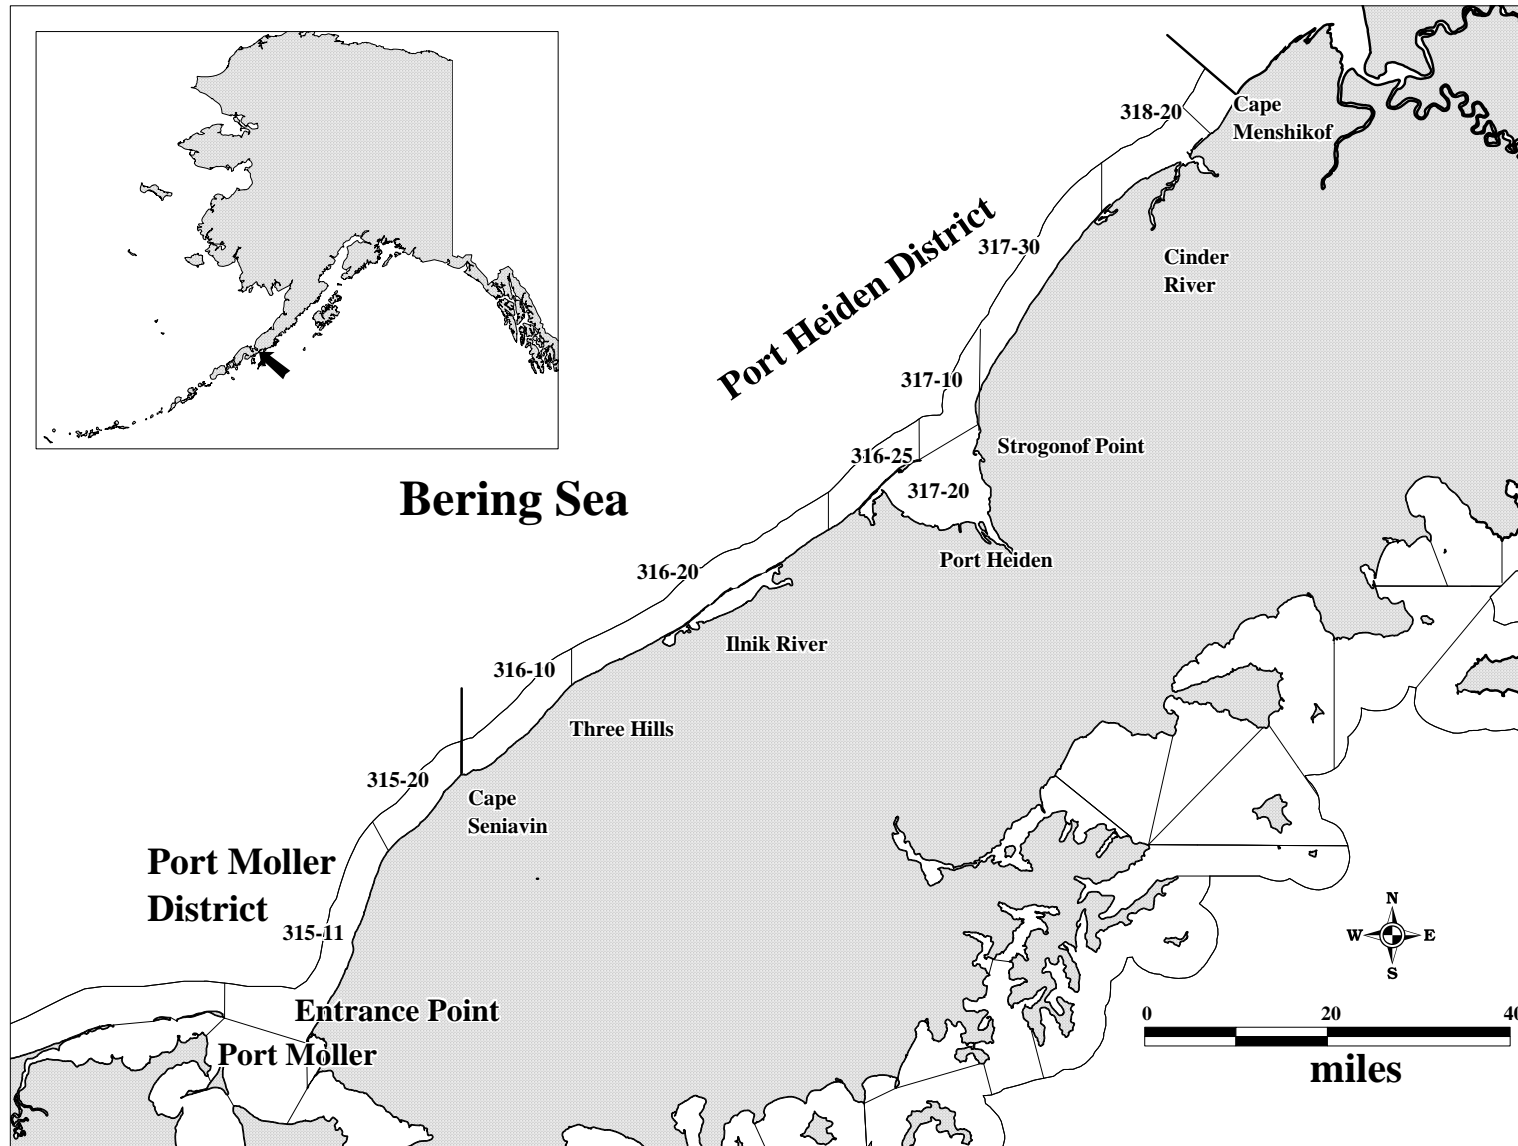 318-20
Cape
Menshikof
Port Heiden District
317-30
Cinder
River
317-10
Strogonof Point
316-25
317-20
Bering Sea
Port Heiden
316-20
Ilnik River
316-10
Three Hills
315-20
Cape
Seniavin
Port Moller
District
315-11
N
W E
S
Entrance Point
Port Moller
0 20 40
miles